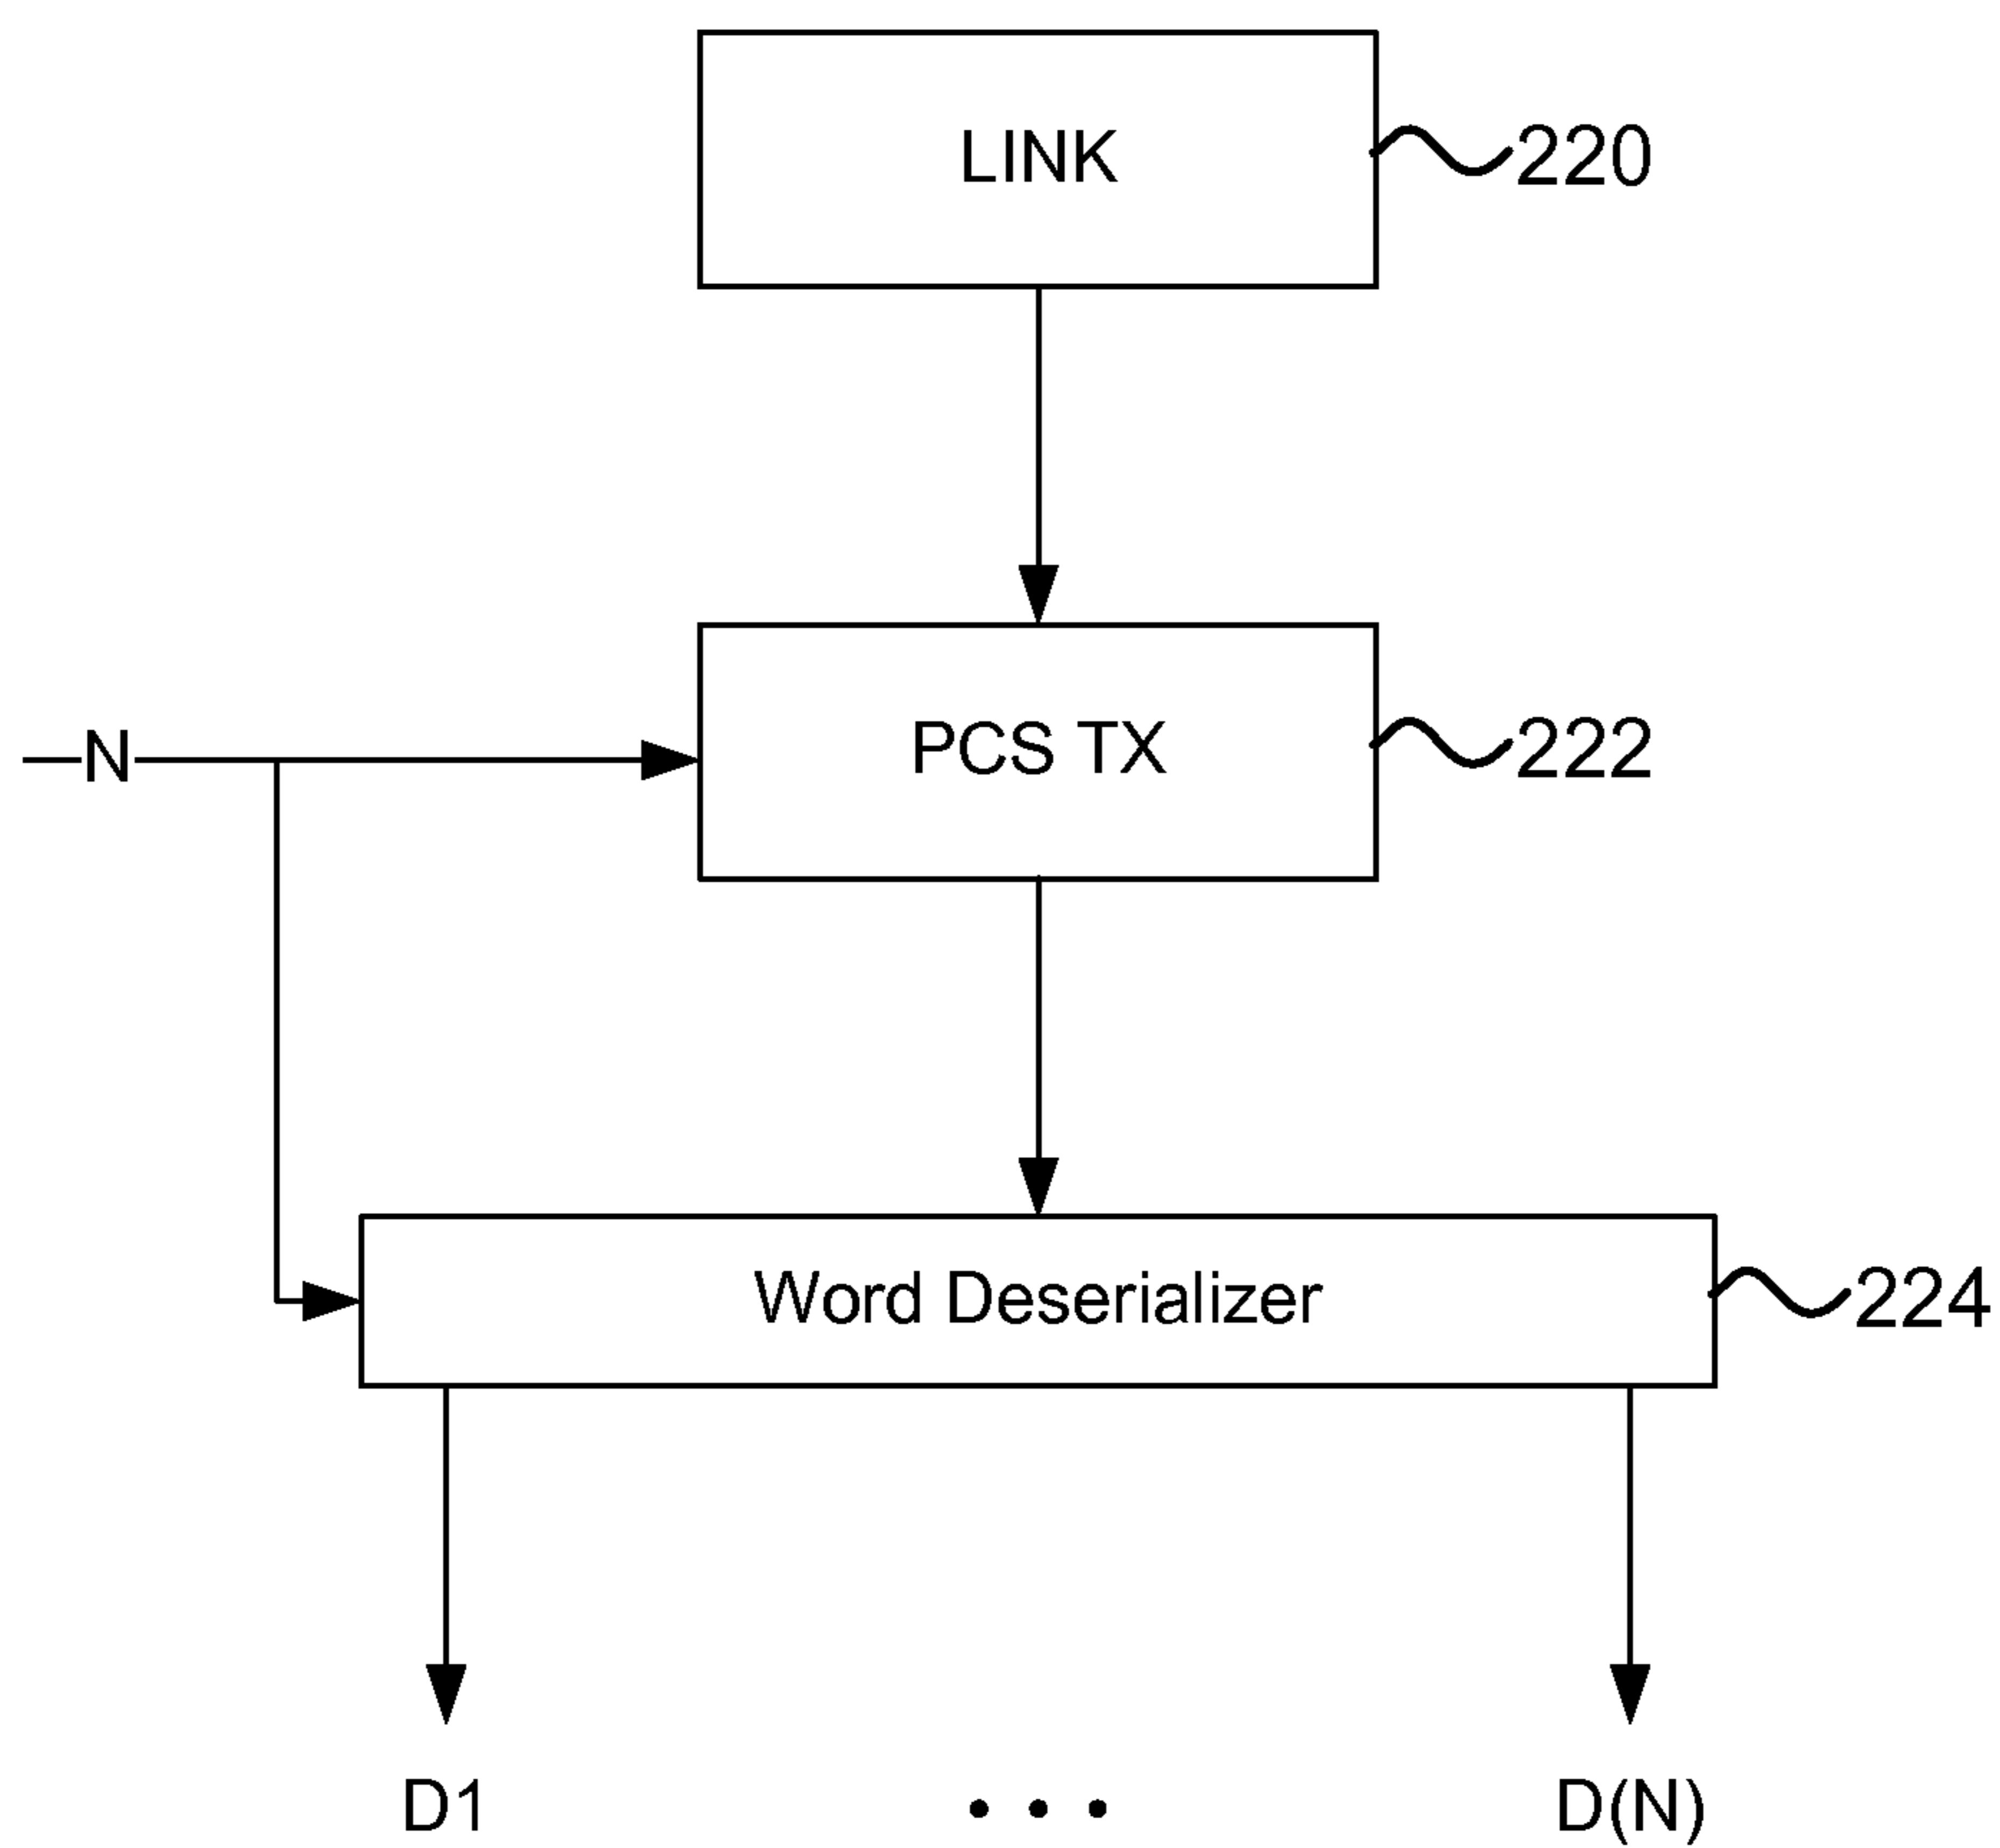 LINK
220
N
PCS TX
222
Word Deserializer
224
D1 • • • D(N)